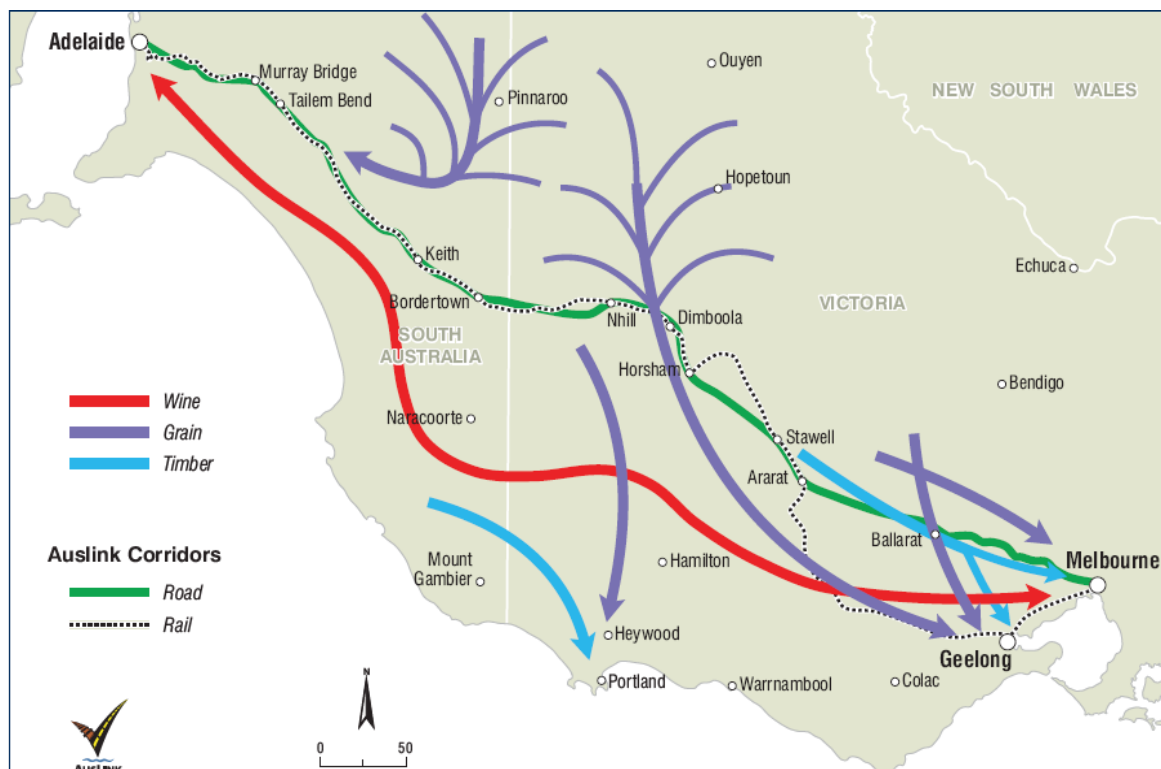 Adelaide
Murray Bridge
Tailem Bend
Pinnaroo
Ouyen
NEW SOUTH WALES
Hopetoun
Keith
Echuca
Bordertown
Nhill
Dimboola
VICTORIA
SOUTH
AUSTRALIA
Horsham
Bendigo
Wine
Naracoorte
Grain
Stawell
Timber
Ararat
Ballarat
Auslink Corridors
Mount
Gambier
Hamilton
Melbourne
Road
Rail
Heywood
Geelong
N
Portland
Warrnambool
Colac
0 50
AUSLINK